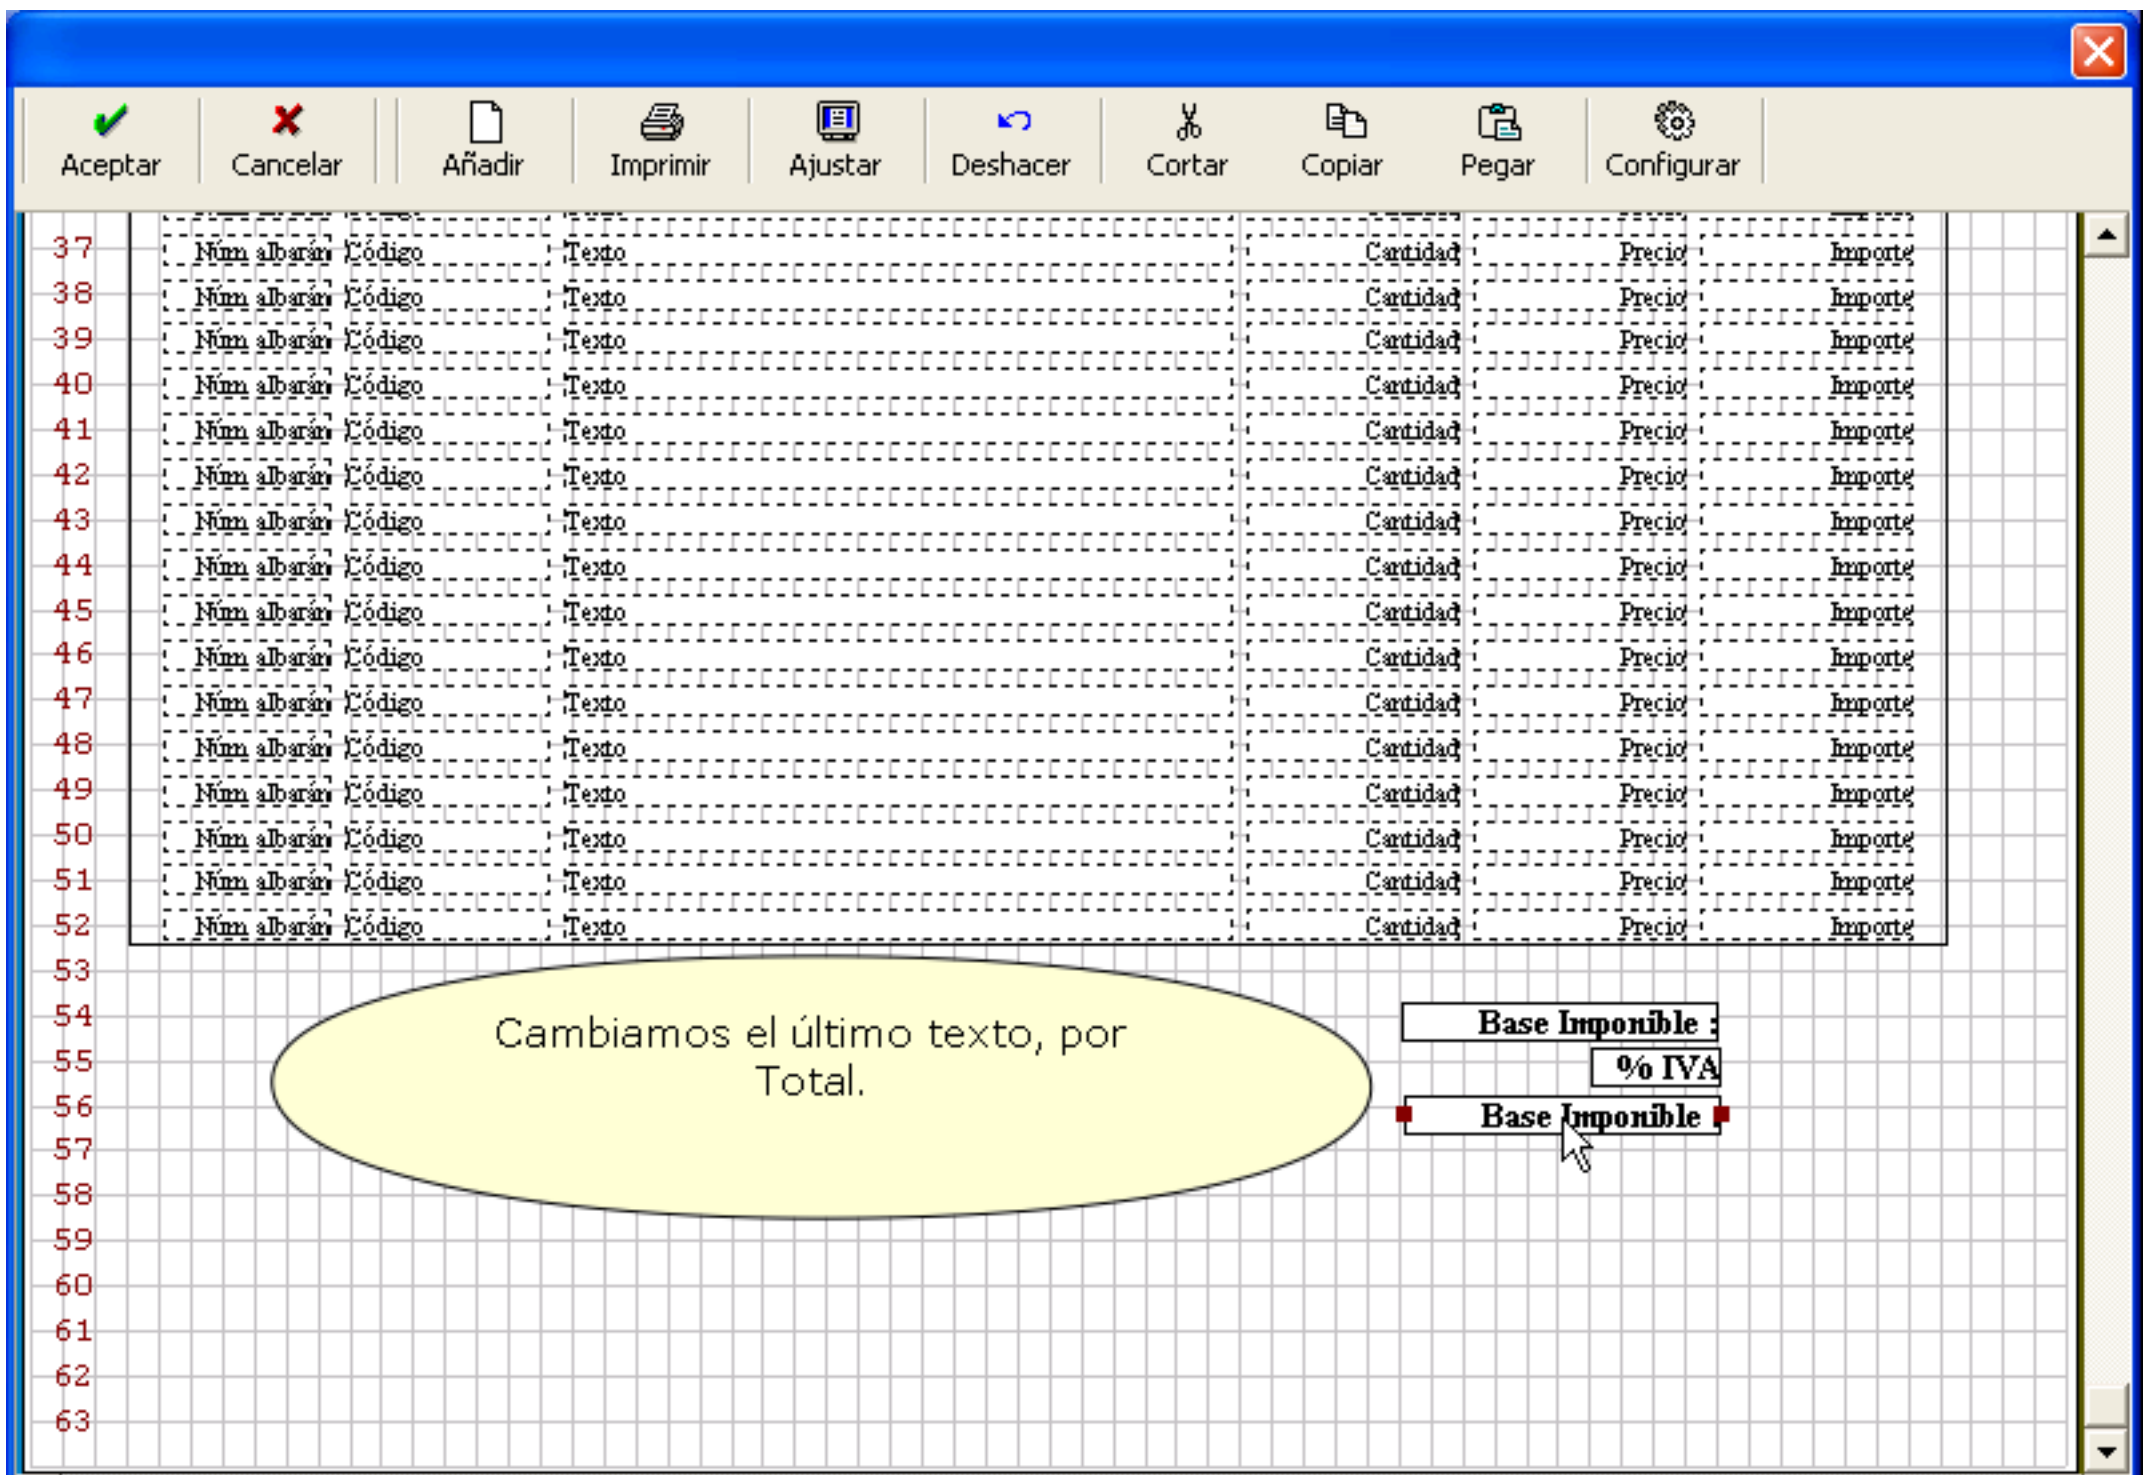 Aceptar Cancelar Añadir Imprimir Ajustar Deshacer Cortar Copiar Pegar Configurar
37 Núm albarán Código Texto Cantidad Precio Importe
38 Núm albarán Código Texto Cantidad Precio Importe
39 Núm albarán Código Texto Cantidad Precio Importe
40 Núm albarán Código Texto Cantidad Precio Importe
41 Núm albarán Código Texto Cantidad Precio Importe
42 Núm albarán Código Texto Cantidad Precio Importe
43 Núm albarán Código Texto Cantidad Precio Importe
44 Núm albarán Código Texto Cantidad Precio Importe
45 Núm albarán Código Texto Cantidad Precio Importe
46 Núm albarán Código Texto Cantidad Precio Importe
47 Núm albarán Código Texto Cantidad Precio Importe
48 Núm albarán Código Texto Cantidad Precio Importe
49 Núm albarán Código Texto Cantidad Precio Importe
50 Núm albarán Código Texto Cantidad Precio Importe
51 Núm albarán Código Texto Cantidad Precio Importe
52 Núm albarán Código Texto Cantidad Precio Importe
53
54 Base Imponible :
Cambiamos el último texto, por
55 % IVA
Total.
56 Base Imponible
57
58
59
60
61
62
63